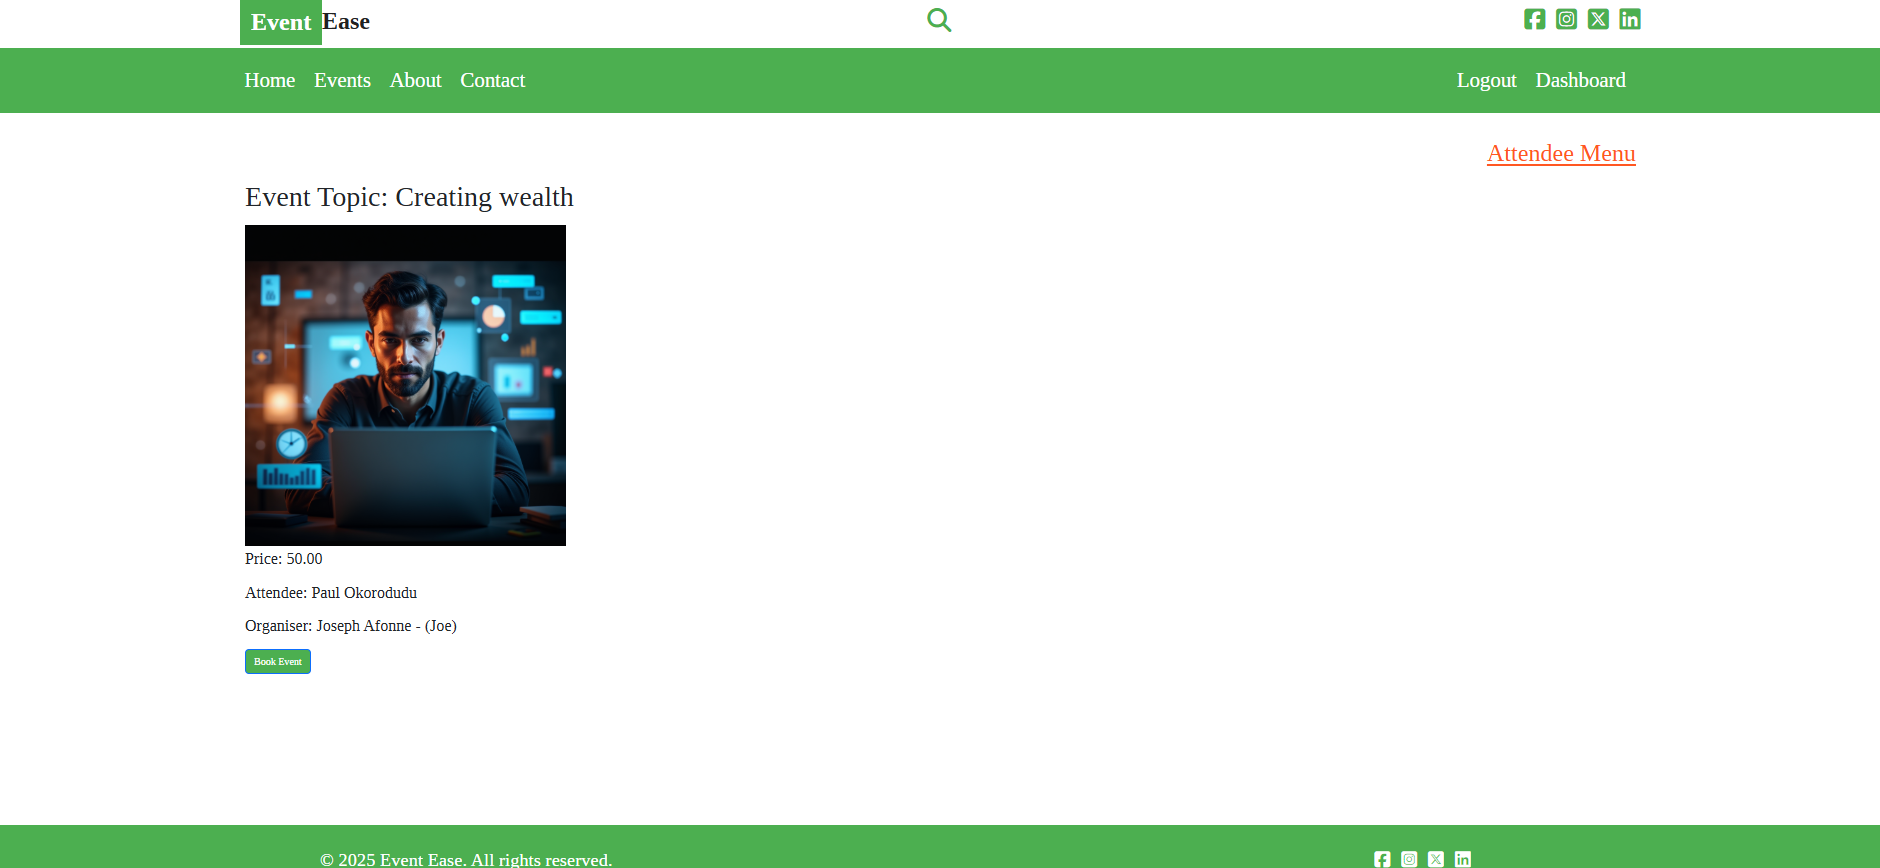 Event Ease
Home Events About Contact Logout Dashboard
Attendee Menu
Event Topic: Creating wealth
Price: 50.00
Attendee: Paul Okorodudu
Organiser: Joseph Afonne - (Joe)
Book Event
© 2025 Event Ease. All rights reserved.